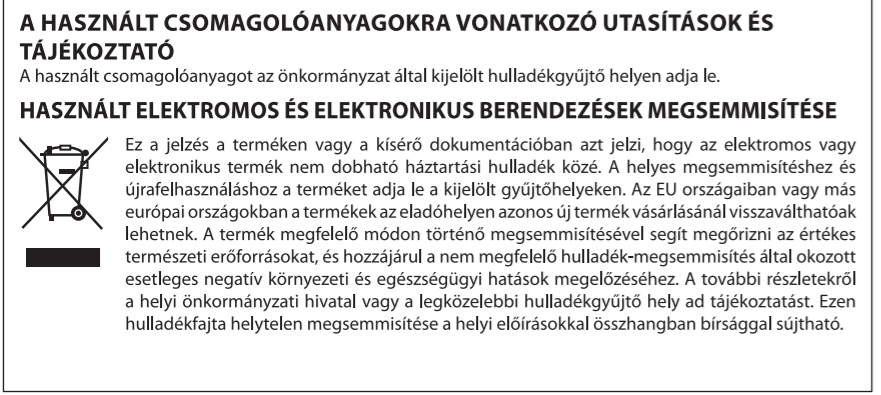 A HASZNÁLT CSOMAGOLÓANYAGOKRA VONATKOZÓ UTASÍTÁSOK ÉS
TÁJÉKOZTATÓ
A használt csomagolóanyagot az önkormányzat által kijelölt hulladékgyűjtő helyen adja le.
HASZNÁLT ELEKTROMOS ÉS ELEKTRONIKUS BERENDEZÉSEK MEGSEMMISÍTÉSE
Ez a jelzés a terméken vagy a kísérő dokumentációban azt jelzi, hogy az elektromos vagy
elektronikus termék nem dobható háztartási hulladék közé. A helyes megsemmisítéshez és
újrafelhasználáshoz a terméket adja le a kijelölt gyűjtőhelyeken. Az EU országaiban vagy más
európai országokban a termékek az eladóhelyen azonos új termék vásárlásánál visszaválthatóak
lehetnek. A termék megfelelő módon történő megsemmisítésével segít megőrizni az értékes
természeti erőforrásokat, és hozzájárul a nem megfelelő hulladék-megsemmisítés által okozott
esetleges negatív környezeti és egészségügyi hatások megelőzéséhez. A további részletekről
a helyi önkormányzati hivatal vagy a legközelebbi hulladékgyűjtő hely ad tájékoztatást. Ezen
hulladékfajta helytelen megsemmisítése a helyi előírásokkal összhangban bírsággal sújtható.